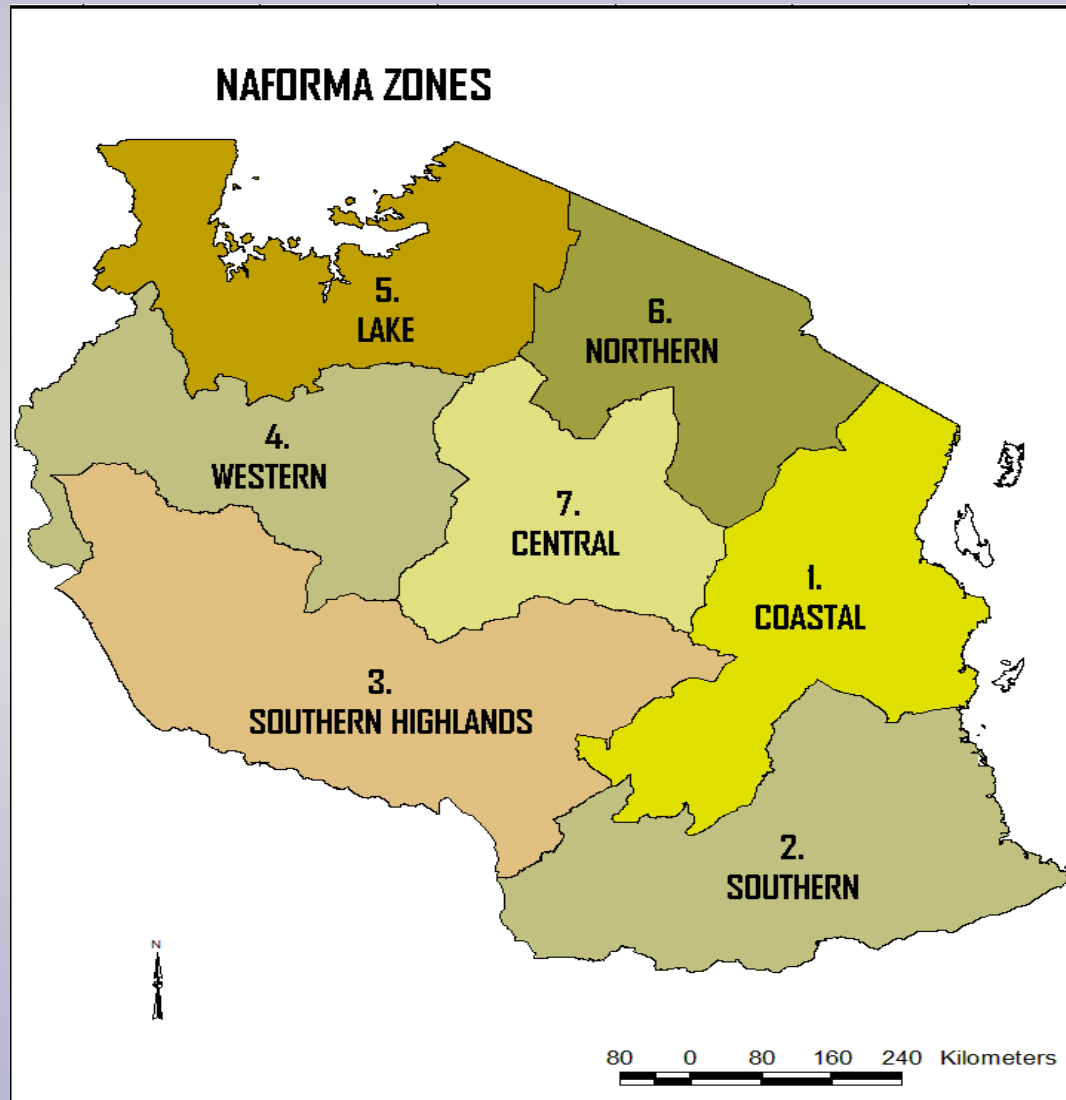 NAFORMA ZONES
5.
LAKE
6.
NORTHERN
4.
WESTERN
7.
CENTRAL
1.
COASTAL
3.
SOUTHERN HIGHLANDS
2.
SOUTHERN
N
80 0 80 160 240 Kilometers